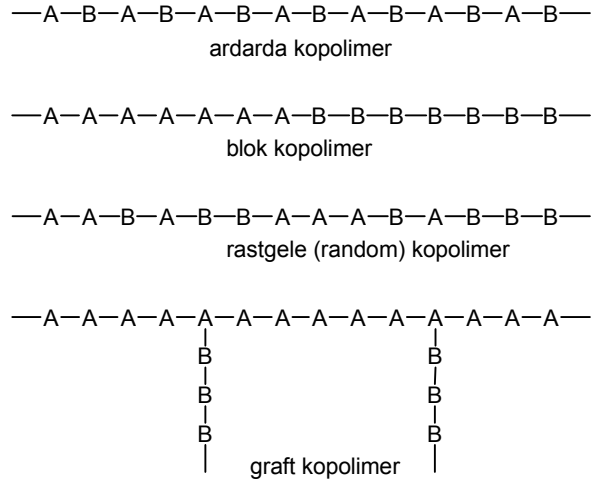 —A—B—A—B—A—B—A—B—A—B—A—B—A—B—
ardarda kopolimer
—A—A—A—A—A—A—A—B—B—B—B—B—B—B—
blok kopolimer
—A—A—B—A—B—B—A—A—A—B—A—B—B—B—
rastgele (random) kopolimer
—A—A—A—A—A—A—A—A—A—A—A—A—A—A—
B B
B B
B B
graft kopolimer